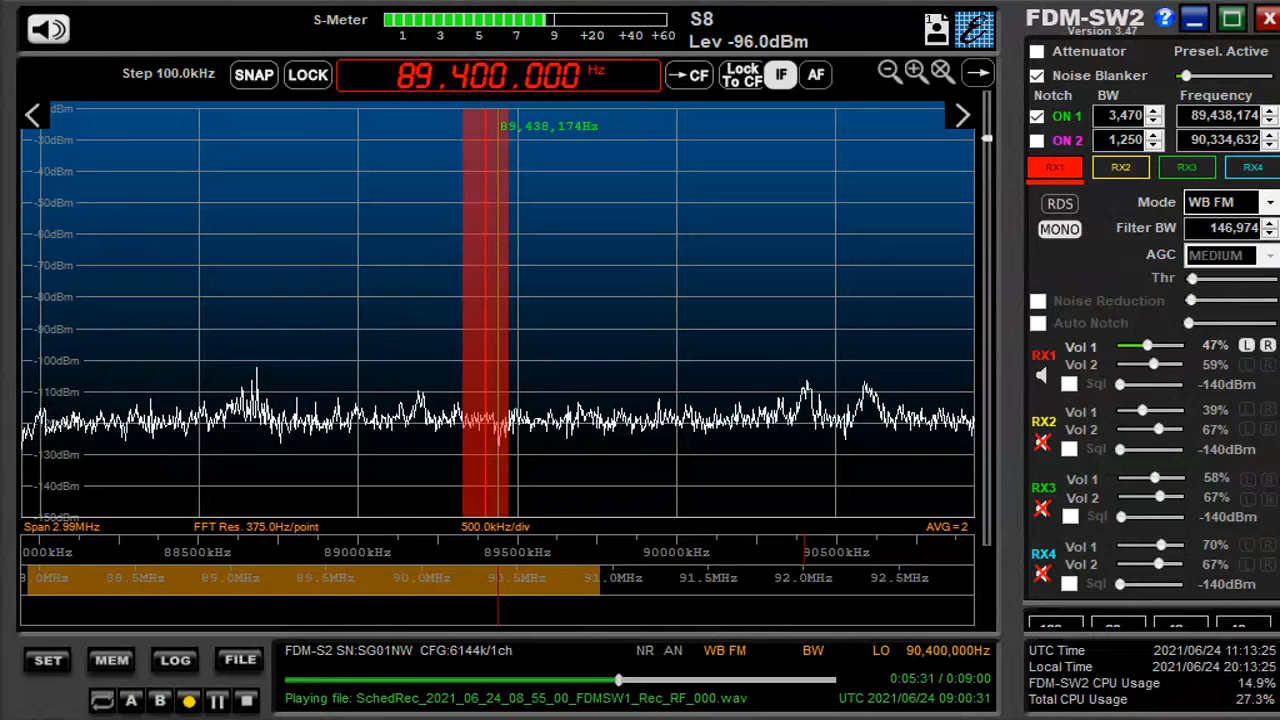 S-Meter 1 3 5 7 9 +20 +40 +60
S8
Lev -96.0dBm
FDM-SW2
Version 3.47
Step 100.0kHz SNAP LOCK 89,400,000 Hz →CF Lock To CF IF AF
Attenuator Presel. Active
Noise Blanker
Notch BW Frequency
ON 1 3,470 89,438,174
ON 2 1,250 90,334,632
RX1 RX2 RX3 RX4
RDS Mode WB FM
MONO Filter BW 146,974
AGC MEDIUM
Thr
Noise Reduction
Auto Notch
RX1 Vol 1 47% L R
Vol 2 59% L R
Sql -140dBm
RX2 Vol 1 39% L R
Vol 2 67% L R
Sql -140dBm
RX3 Vol 1 58% L R
Vol 2 67% L R
Sql -140dBm
RX4 Vol 1 70% L R
Vol 2 67% L R
Sql -140dBm
89,438,174Hz
-30dBm
-40dBm
-50dBm
-60dBm
-70dBm
-80dBm
-90dBm
-100dBm
-110dBm
-120dBm
-130dBm
-140dBm
-150dBm
Span 2.99MHz FFT Res. 375.0Hz/point 500.0kHz/div AVG = 2
000kHz 88500kHz 89000kHz 89500kHz 90000kHz 90500kHz
8.0MHz 88.5MHz 89.0MHz 89.5MHz 90.0MHz 90.5MHz 91.0MHz 91.5MHz 92.0MHz 92.5MHz
SET MEM LOG FILE
A B
FDM-S2 SN:SG01NW CFG:6144k/1ch NR AN WB FM BW LO 90,400,000Hz
0:05:31 / 0:09:00
Playing file: SchedRec_2021_06_24_08_55_00_FDMSW1_Rec_RF_000.wav UTC 2021/06/24 09:00:31
UTC Time 2021/06/24 11:13:25
Local Time 2021/06/24 20:13:25
FDM-SW2 CPU Usage 14.9%
Total CPU Usage 27.3%